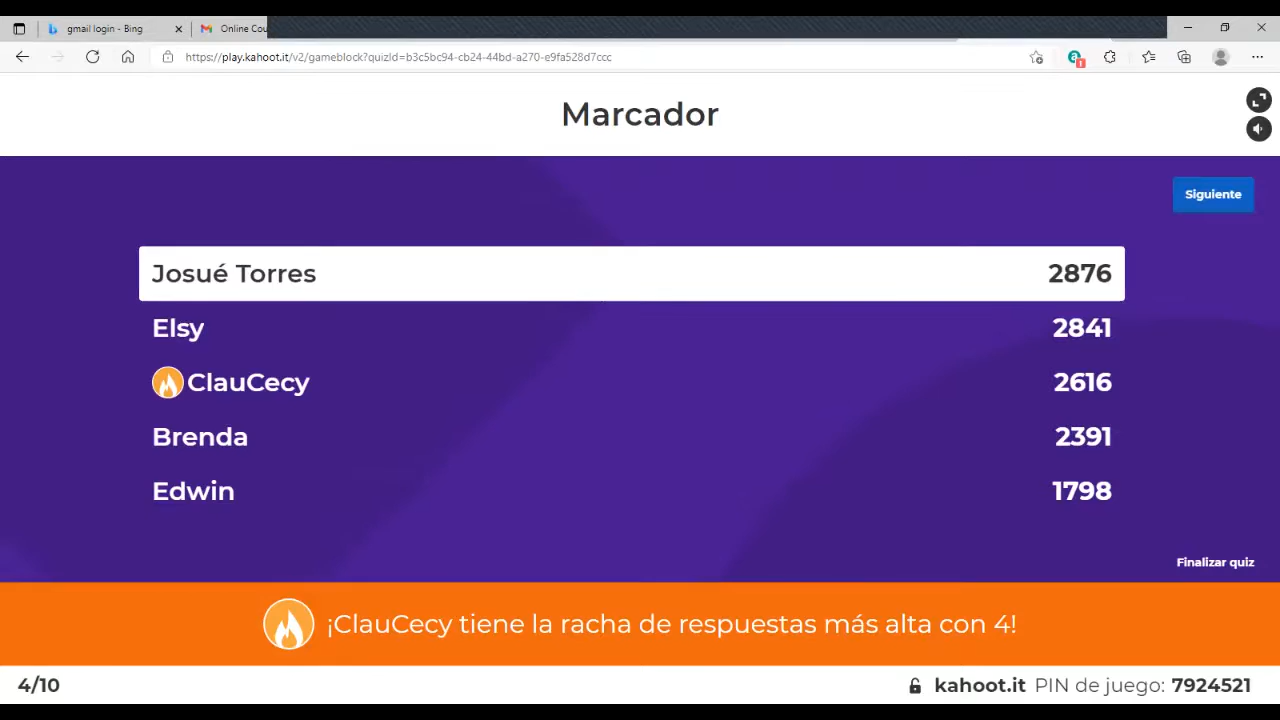 gmail login - Bing
Online Cou
https://play.kahoot.it/v2/gameblock?quizId=b3c5bc94-cb24-44bd-a270-e9fa528d7ccc
Marcador
Siguiente
Josué Torres 2876
Elsy 2841
ClauCecy 2616
Brenda 2391
Edwin 1798
Finalizar quiz
¡ClauCecy tiene la racha de respuestas más alta con 4!
4/10
kahoot.it PIN de juego: 7924521